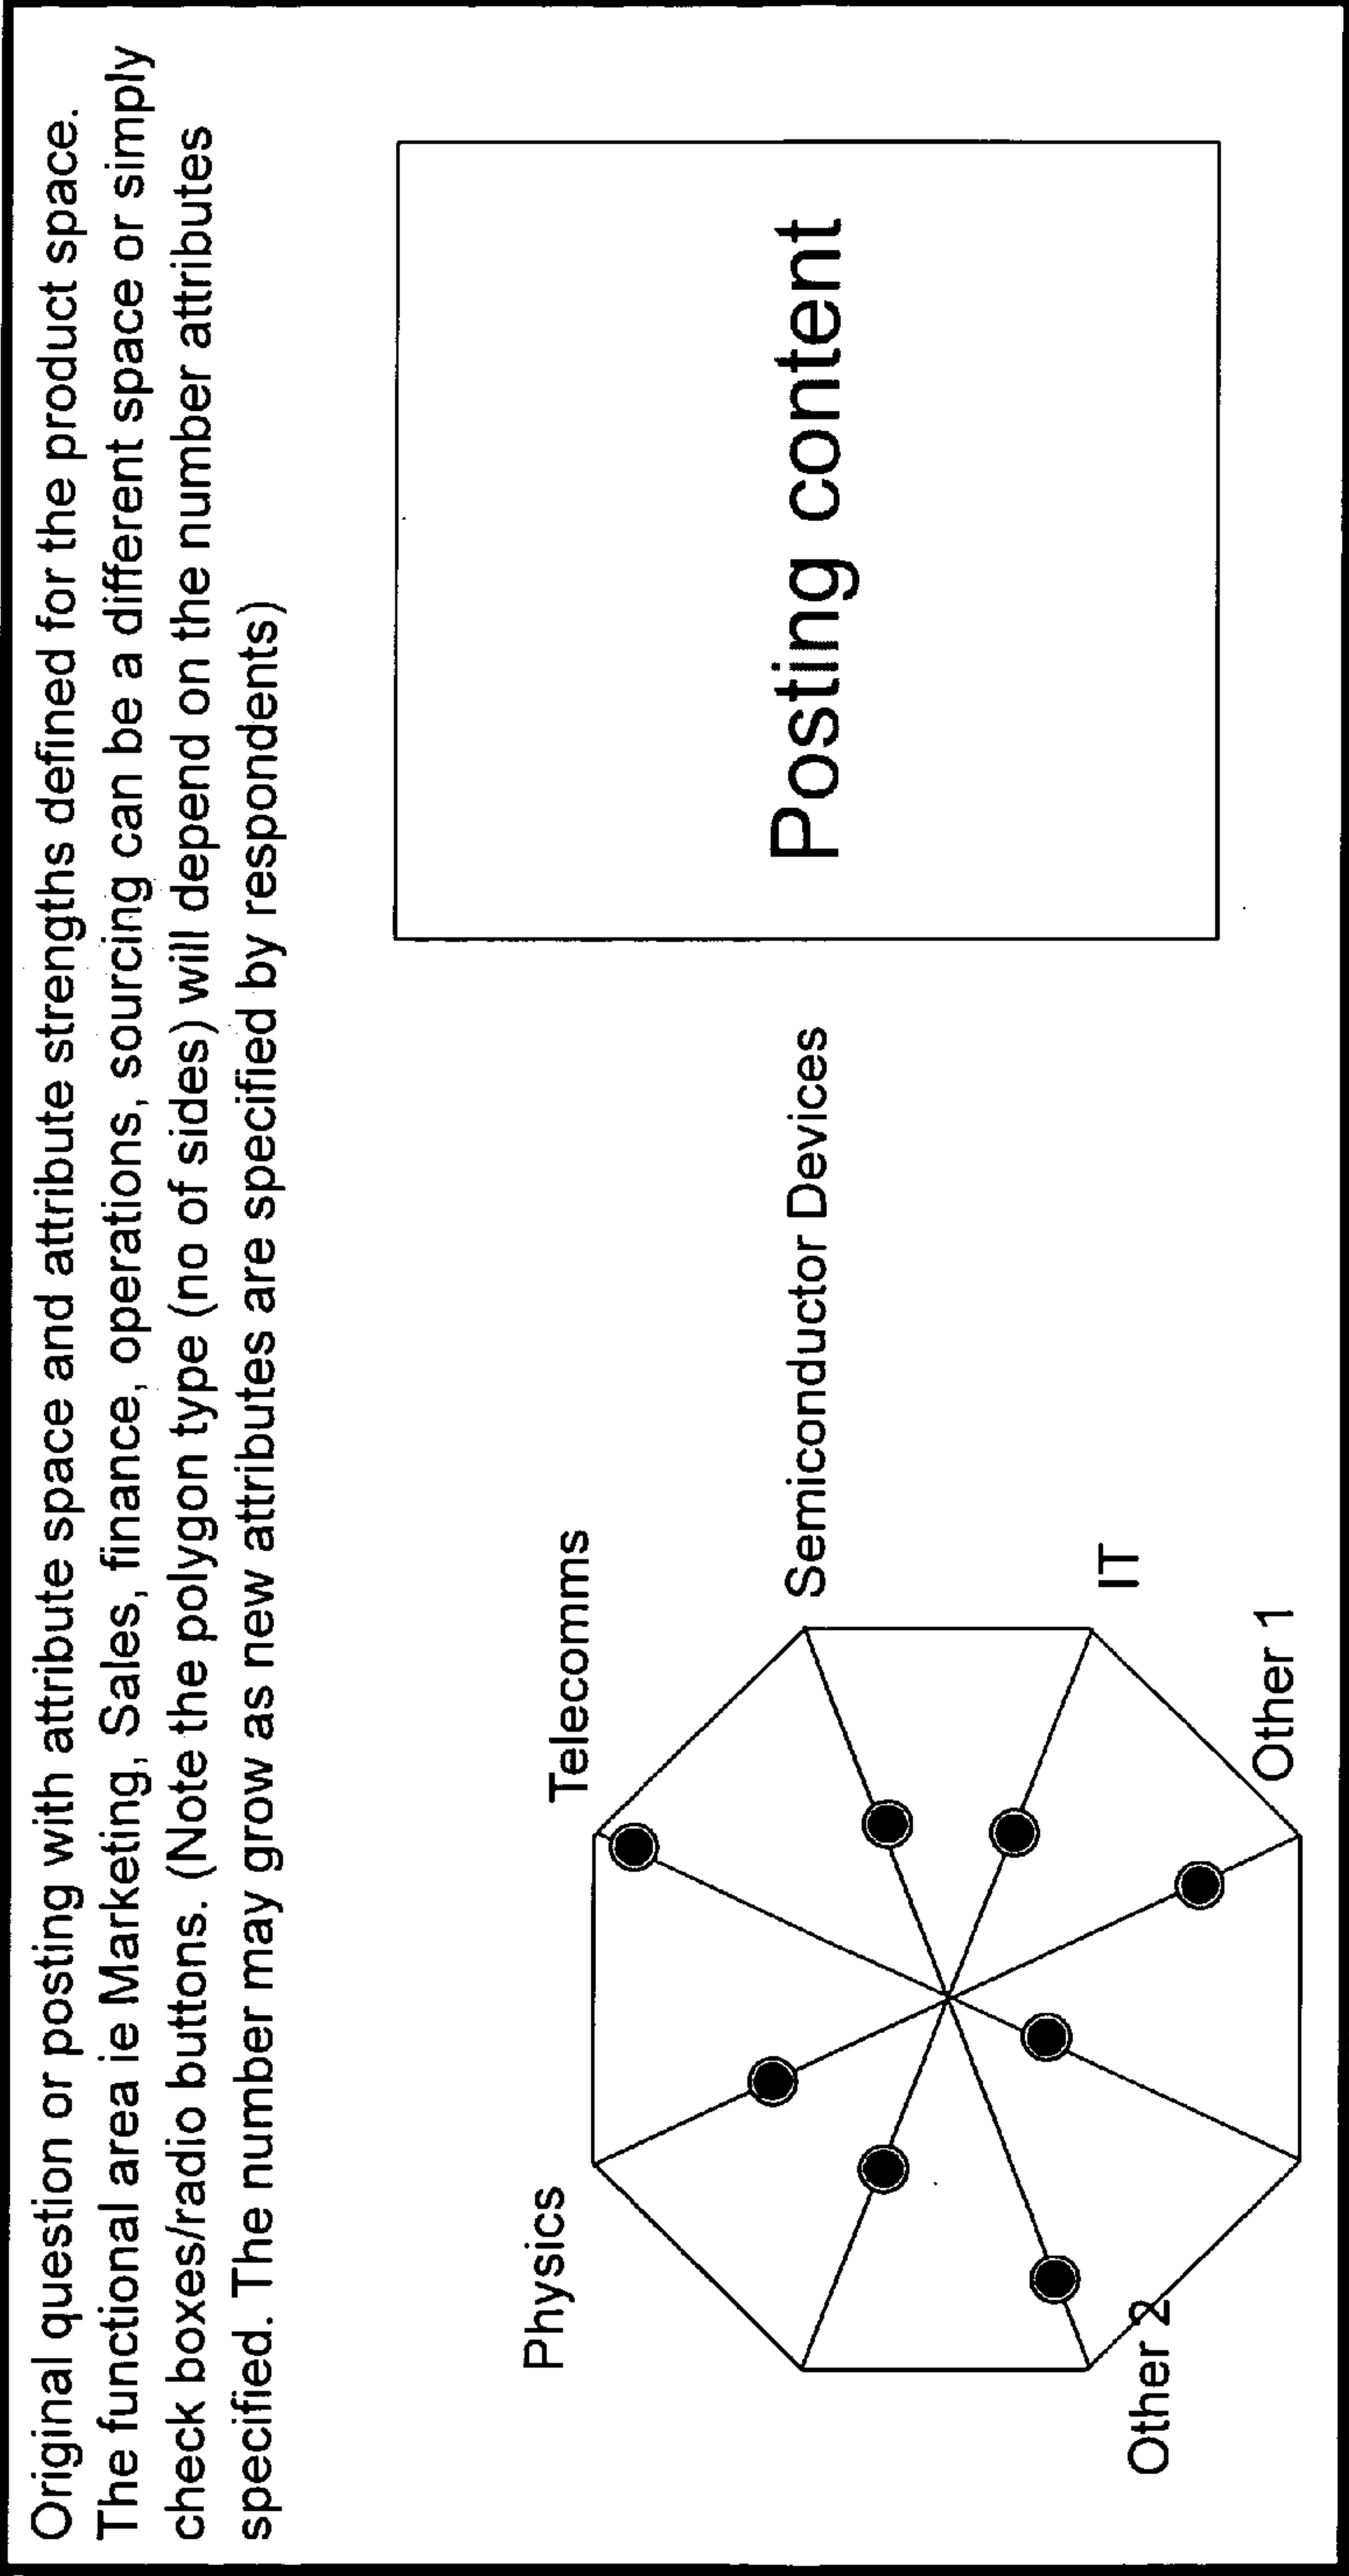 Original question or posting with attribute space and attribute strengths defined for the product space.
The functional area ie Marketing, Sales, finance, operations, sourcing can be a different space or simply
check boxes/radio buttons. (Note the polygon type (no of sides) will depend on the number attributes
specified. The number may grow as new attributes are specified by respondents)
Physics
Telecomms
Semiconductor Devices
Posting content
IT
Other 1
Other 2